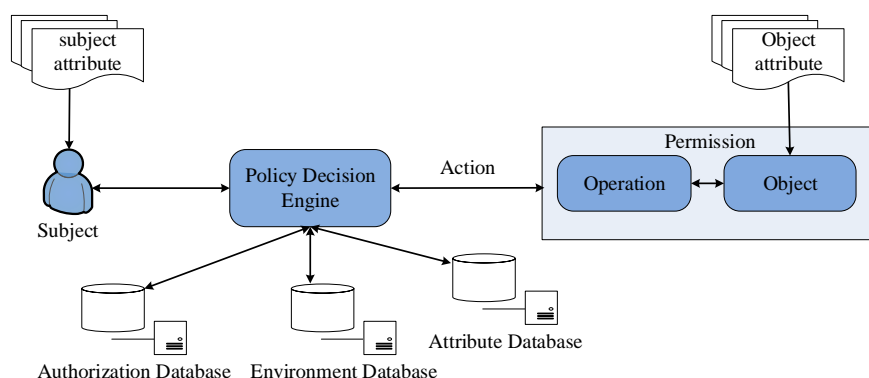 subject
attribute
Object
attribute
Permission
Action
Policy Decision
Engine
Operation
Object
Subject
Attribute Database
Authorization Database
Environment Database